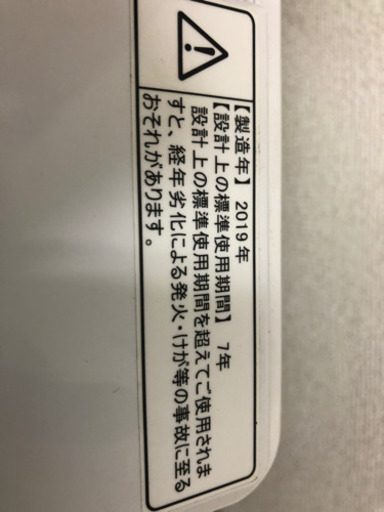 【製造年】 2019年
【設計上の標準使用期間】 7年
設計上の標準使用期間を超えてご使用されま
すと、経年劣化による発火・けが等の事故に至る
おそれがあります。